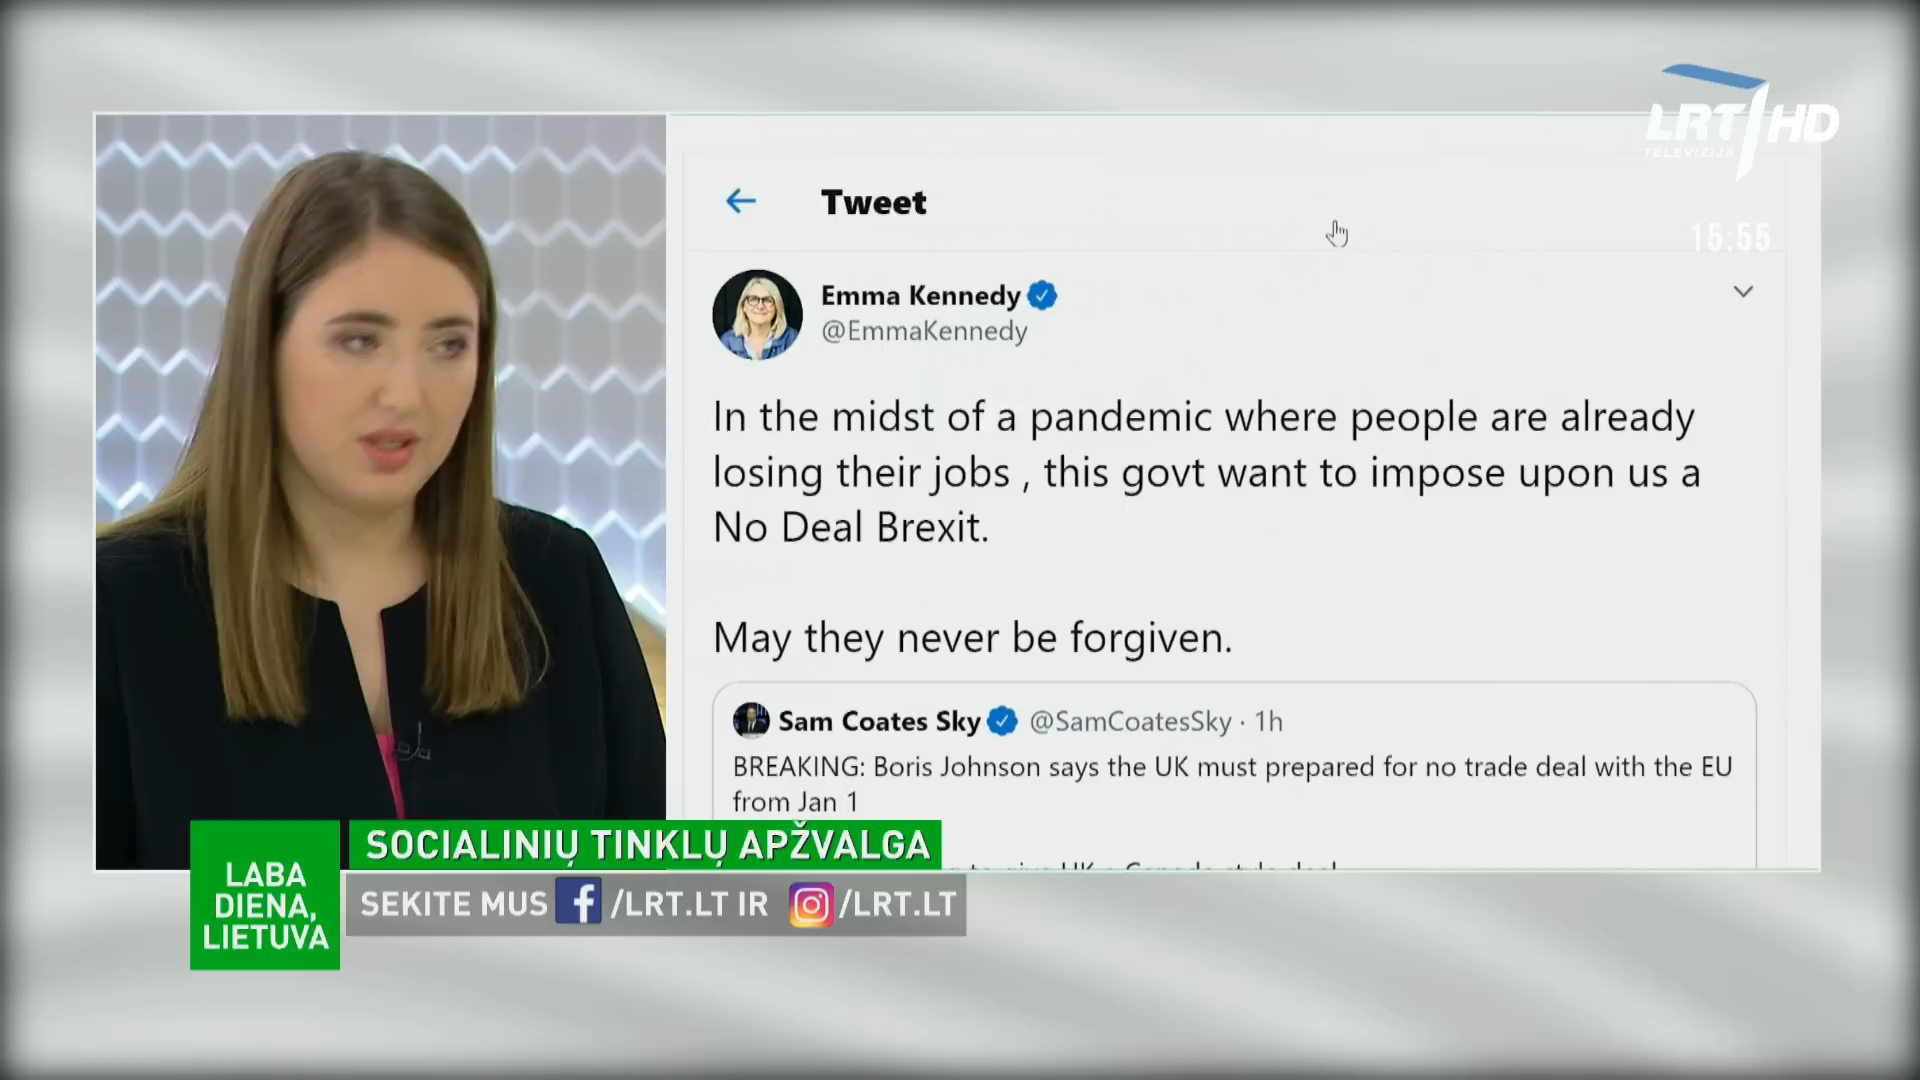 LRT HD
TELEVIZIJA
15:55
Tweet
Emma Kennedy
@EmmaKennedy
In the midst of a pandemic where people are already
losing their jobs , this govt want to impose upon us a
No Deal Brexit.
May they never be forgiven.
Sam Coates Sky @SamCoatesSky · 1h
BREAKING: Boris Johnson says the UK must prepared for no trade deal with the EU
from Jan 1
SOCIALINIŲ TINKLŲ APŽVALGA
LABA
DIENA,
LIETUVA
SEKITE MUS f /LRT.LT IR /LRT.LT